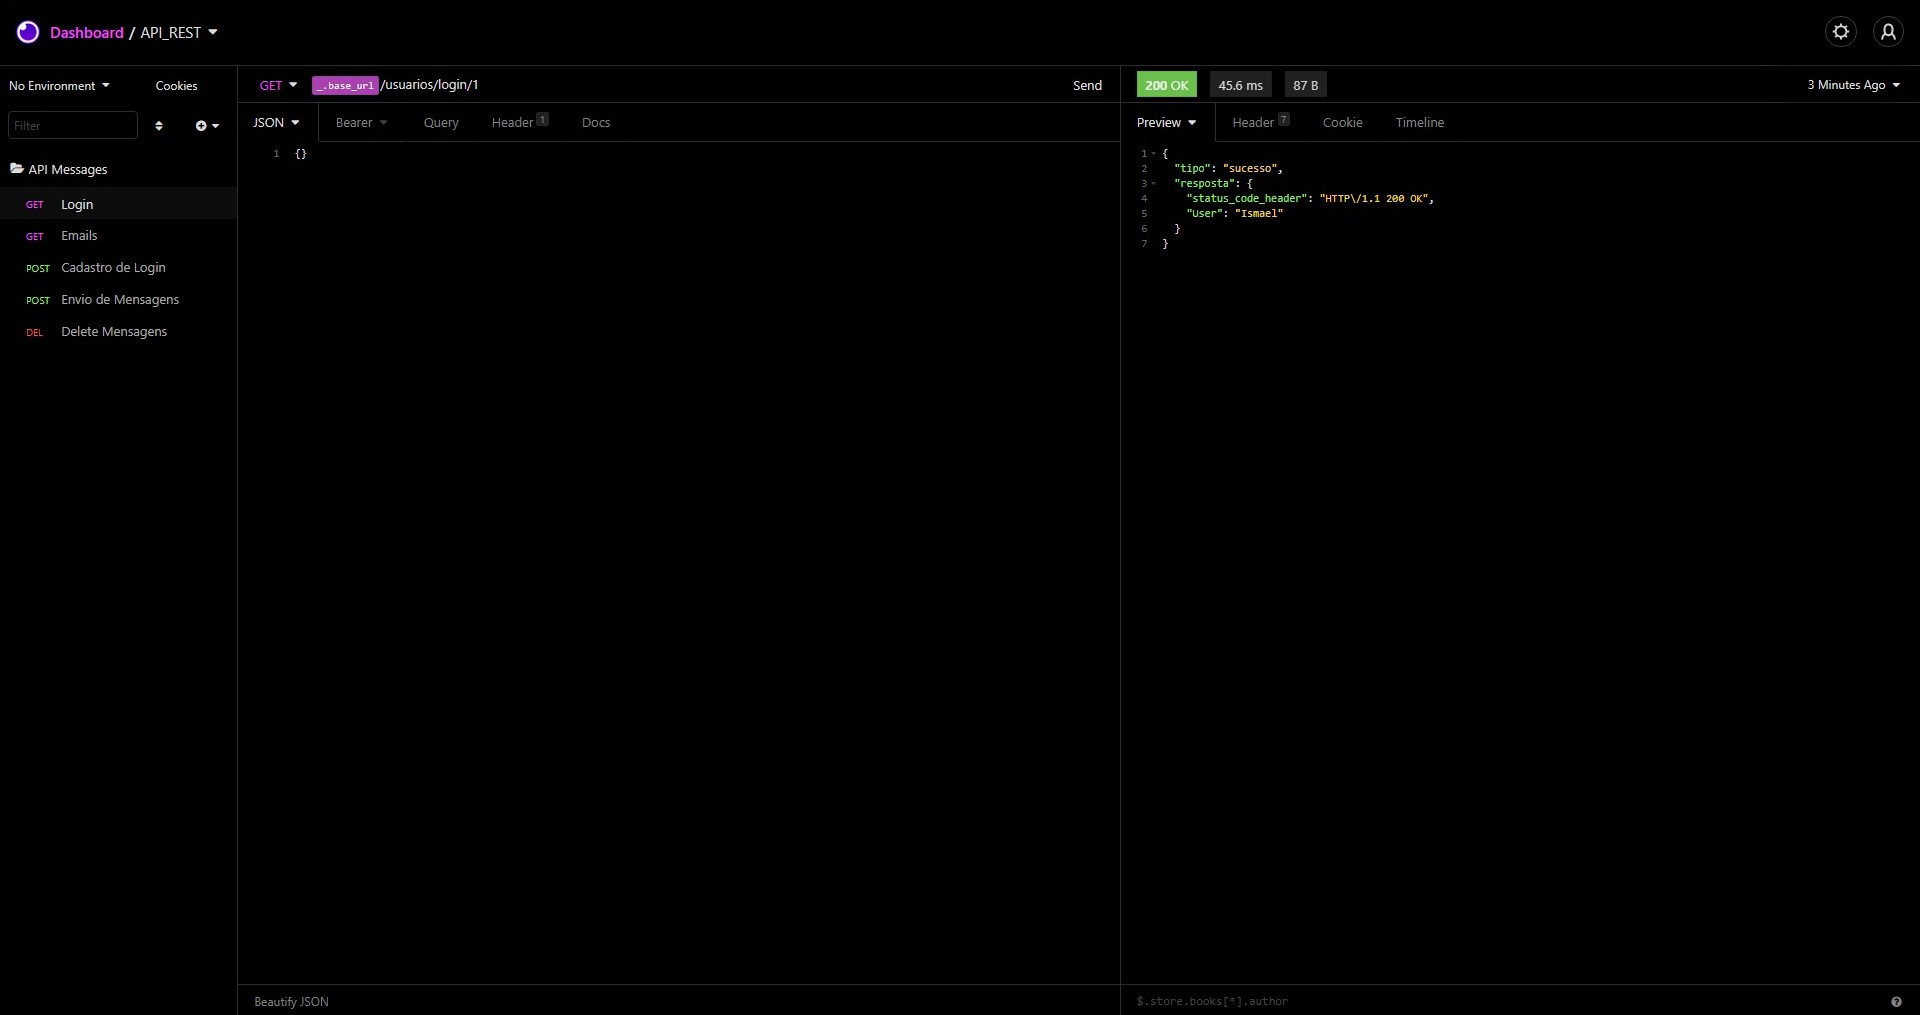 Dashboard / API_REST
No Environment
Cookies
Filter
API Messages
GET Login
GET Emails
POST Cadastro de Login
POST Envio de Mensagens
DEL Delete Mensagens
GET _.base_url /usuarios/login/1
Send
JSON
Bearer
Query
Header 1
Docs
1 {}
Beautify JSON
200 OK
45.6 ms
87 B
3 Minutes Ago
Preview
Header 7
Cookie
Timeline
1 {
2 "tipo": "sucesso",
3 "resposta": {
4 "status_code_header": "HTTP\/1.1 200 OK",
5 "User": "Ismael"
6 }
7 }
$.store.books[*].author
?